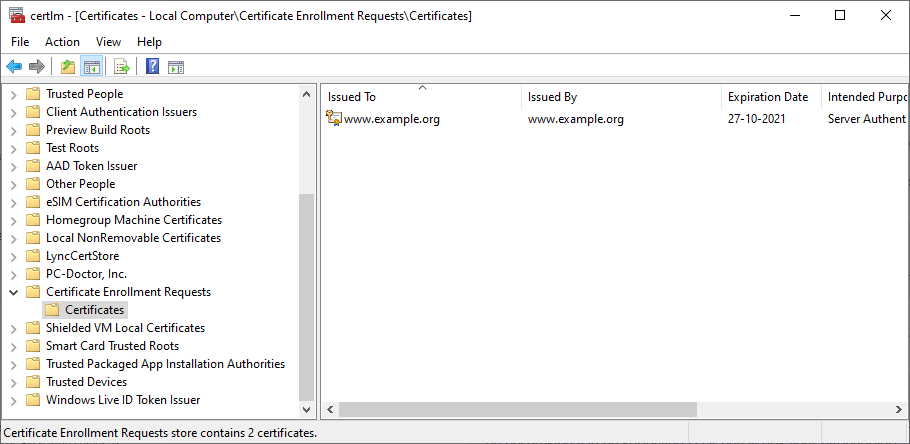 certlm - [Certificates - Local Computer\Certificate Enrollment Requests\Certificates]
File Action View Help
Trusted People
Client Authentication Issuers
Preview Build Roots
Test Roots
AAD Token Issuer
Other People
eSIM Certification Authorities
Homegroup Machine Certificates
Local NonRemovable Certificates
LyncCertStore
PC-Doctor, Inc.
Certificate Enrollment Requests
Certificates
Shielded VM Local Certificates
Smart Card Trusted Roots
Trusted Packaged App Installation Authorities
Trusted Devices
Windows Live ID Token Issuer
Issued To Issued By Expiration Date Intended Purpo
www.example.org www.example.org 27-10-2021 Server Authent
Certificate Enrollment Requests store contains 2 certificates.